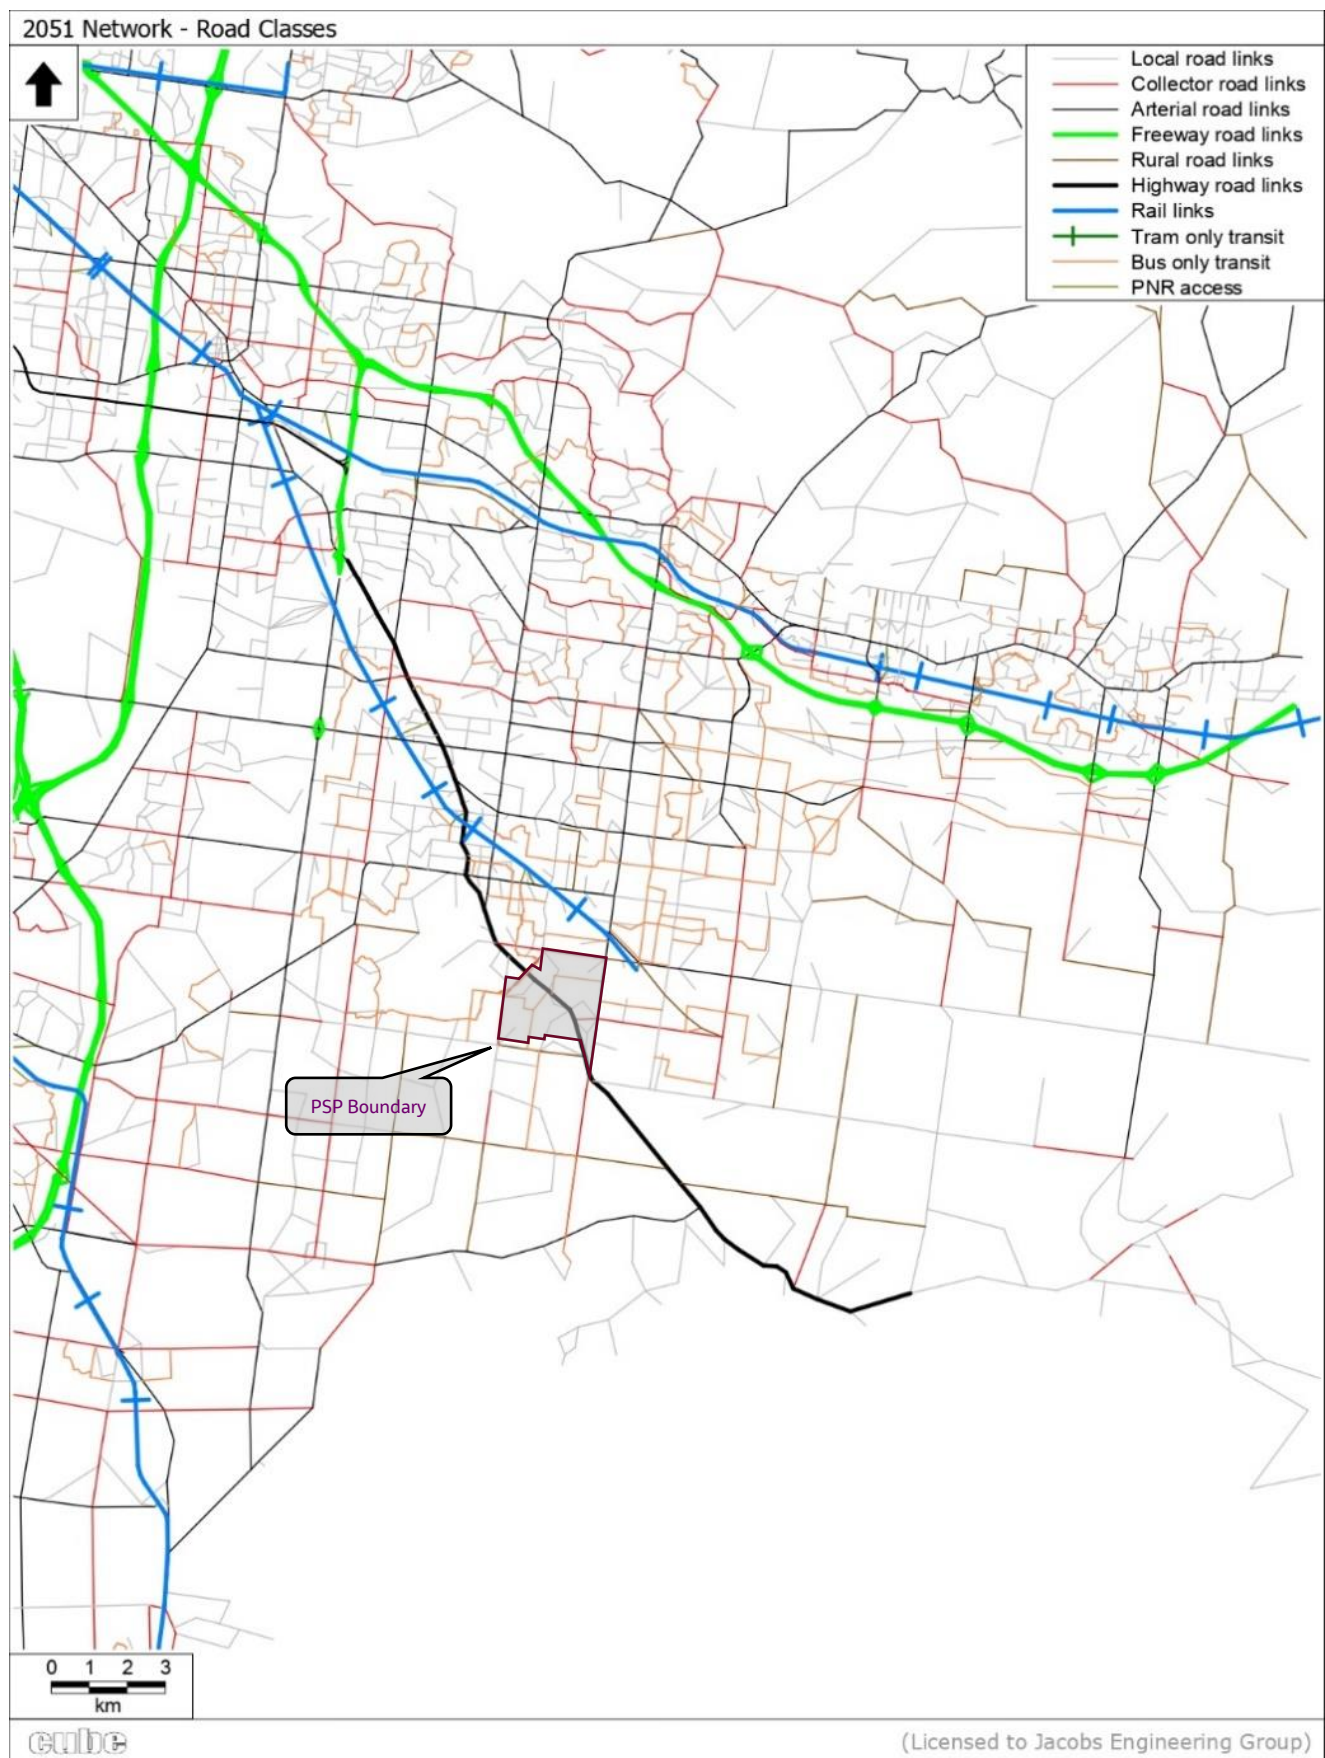 2051 Network - Road Classes
Local road links
Collector road links
Arterial road links
Freeway road links
Rural road links
Highway road links
Rail links
Tram only transit
Bus only transit
PNR access
PSP Boundary
0 1 2 3
km
cube
(Licensed to Jacobs Engineering Group)